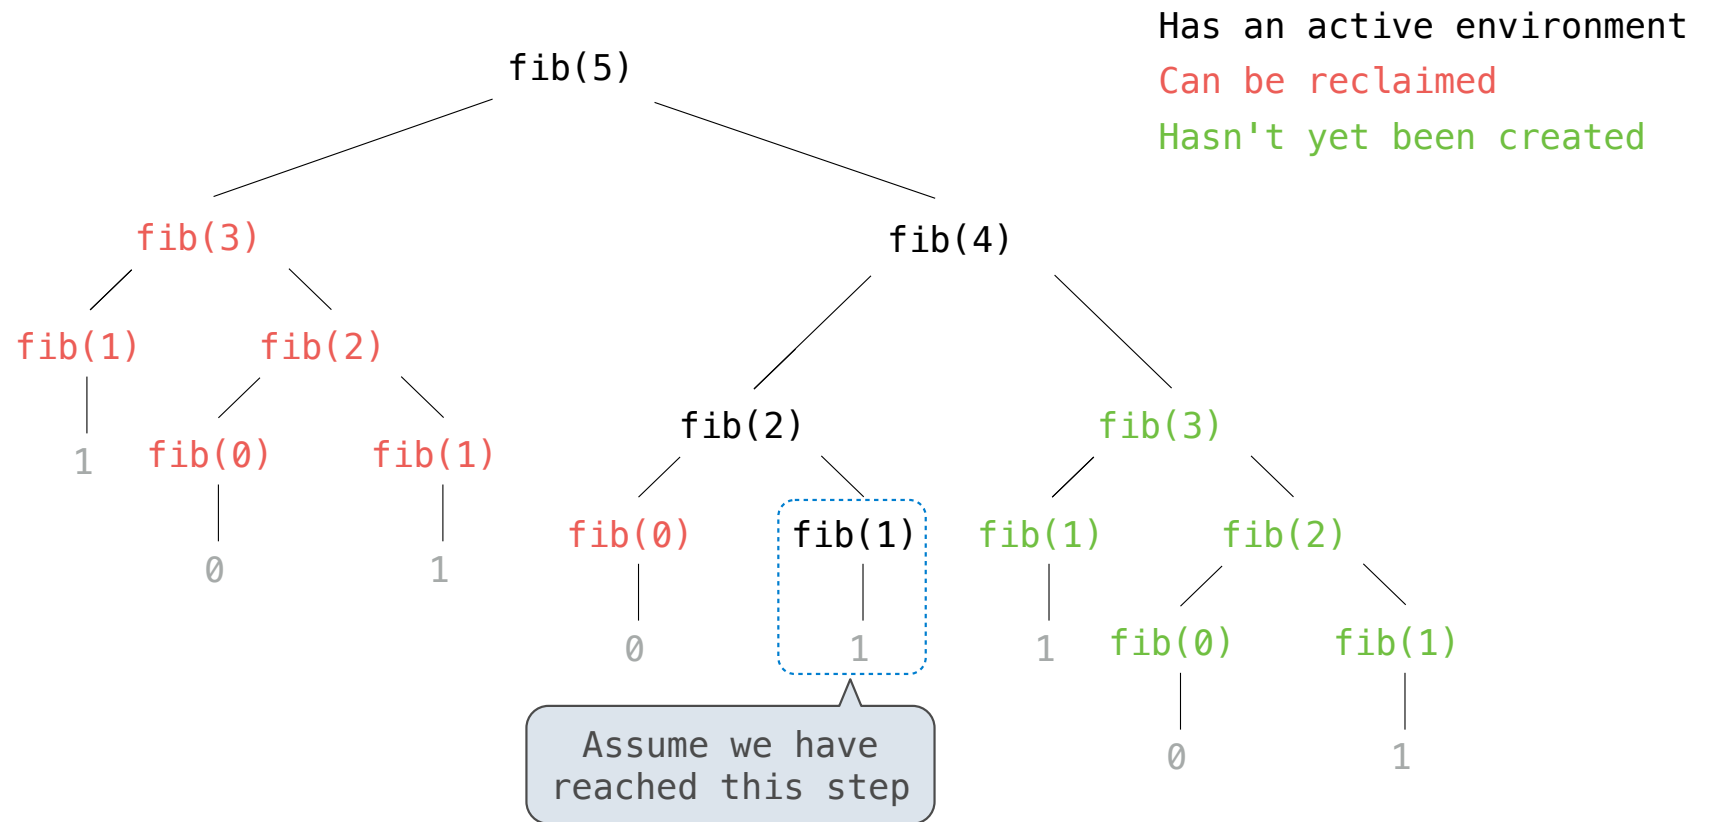 Has an active environment
fib(5)
Can be reclaimed
Hasn't yet been created
fib(3)
fib(4)
fib(1)
fib(2)
fib(2)
fib(3)
1
fib(0)
fib(1)
fib(0)
fib(1)
fib(1)
fib(2)
0
1
0
1
1
fib(0)
fib(1)
Assume we have
reached this step
0
1